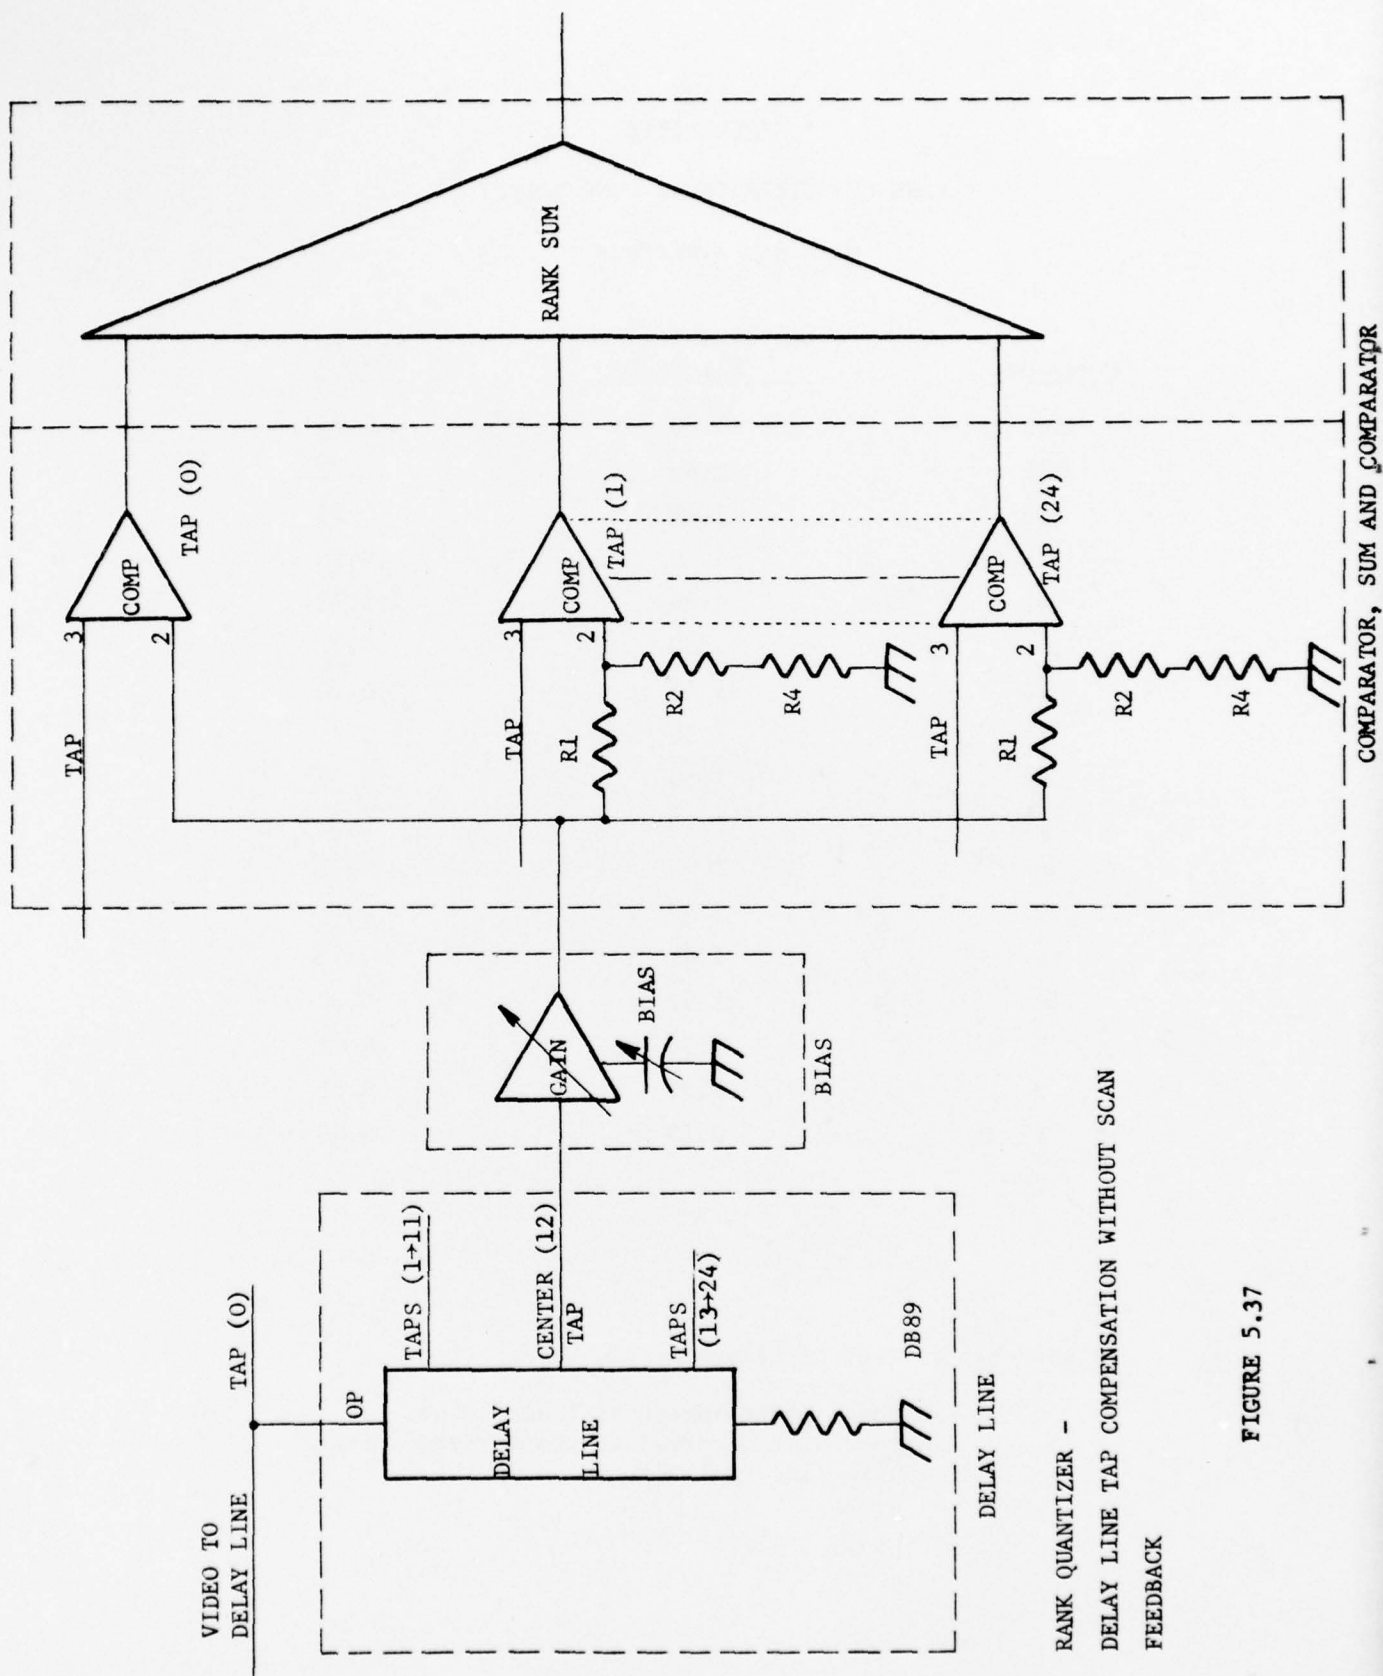 VIDEO TO
DELAY LINE
TAP (0)
OP
DELAY
LINE
TAPS (1→11)
CENTER (12)
TAP
TAPS
(13→24)
DB89
DELAY LINE
GAIN
BIAS
BIAS
TAP
3
2
COMP
TAP (0)
TAP
3
2
COMP
TAP (1)
R1
R2
R4
TAP
3
2
COMP
TAP (24)
R1
R2
R4
RANK SUM
COMPARATOR, SUM AND COMPARATOR
RANK QUANTIZER -
DELAY LINE TAP COMPENSATION WITHOUT SCAN
FEEDBACK
FIGURE 5.37